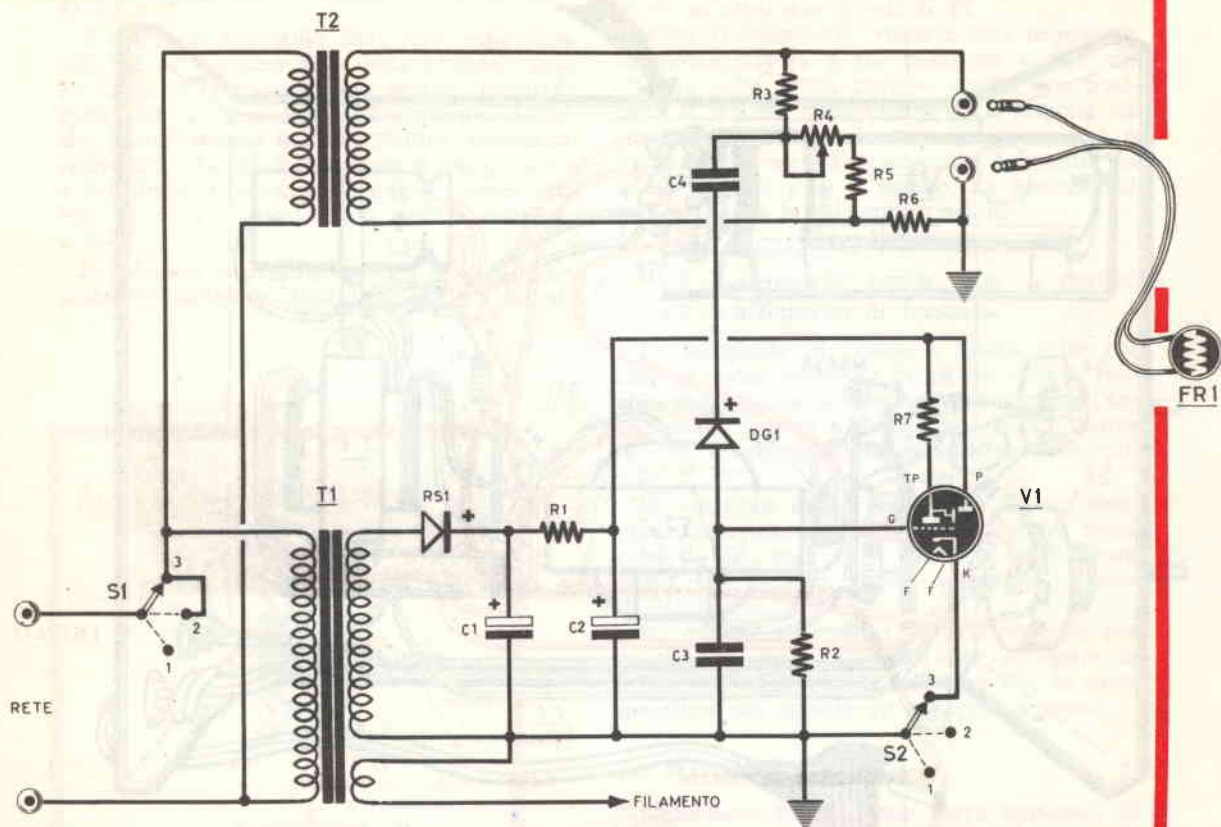 T2
R3
R4
R5
R6
C4
FR1
DG1
R7
TP
P
V1
G
F
F
K
T1
RS1
R1
S1
3
2
1
C1
C2
C3
R2
3
2
1
S2
RETE
FILAMENTO
+
+
+
+